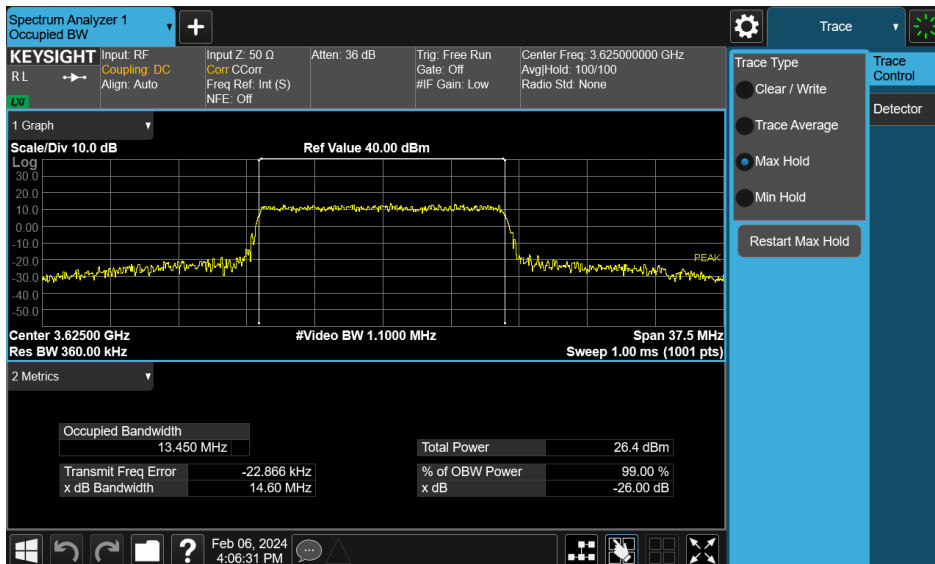 Spectrum Analyzer 1
Occupied BW
+
Trace
KEYSIGHT
R L
LXI
Input: RF
Coupling: DC
Align: Auto
Input Z: 50 Ω
Corr CCorr
Freq Ref: Int (S)
NFE: Off
Atten: 36 dB
Trig: Free Run
Gate: Off
#IF Gain: Low
Center Freq: 3.625000000 GHz
Avg|Hold: 100/100
Radio Std: None
Trace Type
Clear / Write
Trace Average
Max Hold
Min Hold
Restart Max Hold
Trace
Control
Detector
1 Graph
Scale/Div 10.0 dB
Ref Value 40.00 dBm
Log
30.0
20.0
10.0
0.00
-10.0
-20.0
-30.0
-40.0
-50.0
PEAK
Center 3.62500 GHz
#Video BW 1.1000 MHz
Span 37.5 MHz
Res BW 360.00 kHz
Sweep 1.00 ms (1001 pts)
2 Metrics
Occupied Bandwidth
13.450 MHz
Total Power 26.4 dBm
Transmit Freq Error -22.866 kHz
% of OBW Power 99.00 %
x dB Bandwidth 14.60 MHz
x dB -26.00 dB
?
Feb 06, 2024
4:06:31 PM